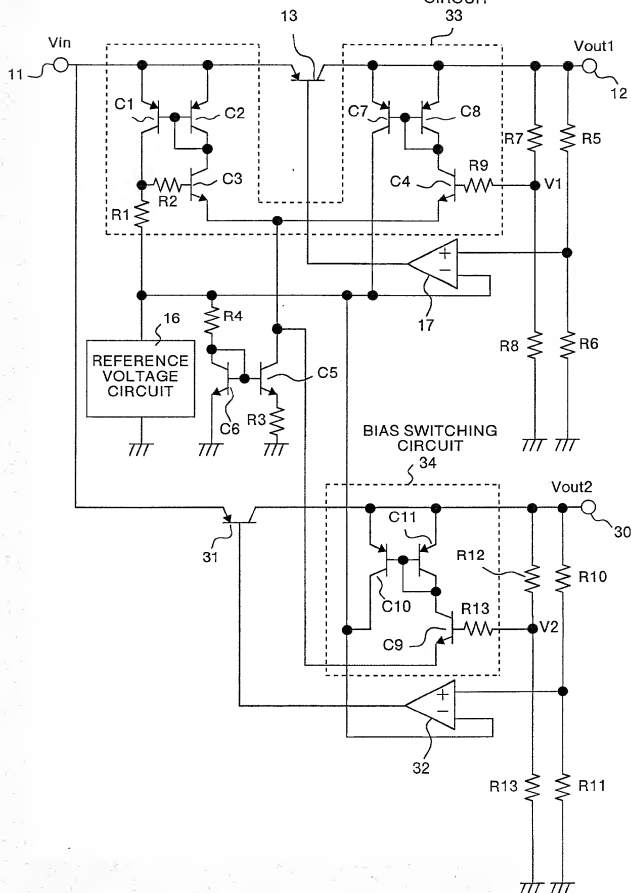 CIRCUIT
33
13
Vin
Vout1
11
12
C1
C2
C7
C8
R7
R5
C3
C4
R9
V1
R2
R1
+
−
17
16
R4
REFERENCE
VOLTAGE
CIRCUIT
C5
R8
R6
C6
R3
BIAS SWITCHING
CIRCUIT
34
Vout2
30
31
C11
R12
R10
C10
R13
C9
V2
+
−
32
R13
R11